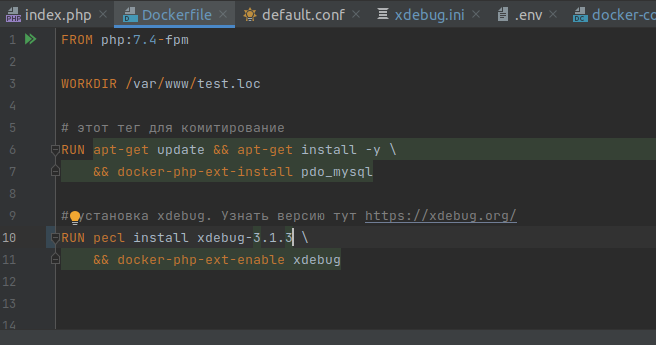 index.php Dockerfile default.conf xdebug.ini .env docker-co
1 FROM php:7.4-fpm
2
3 WORKDIR /var/www/test.loc
4
5 # этот тег для комитирование
6 RUN apt-get update && apt-get install -y \
7 && docker-php-ext-install pdo_mysql
8
9 # установка xdebug. Узнать версию тут https://xdebug.org/
10 RUN pecl install xdebug-3.1.3 \
11 && docker-php-ext-enable xdebug
12
13
14